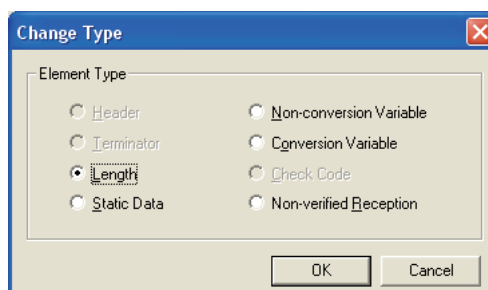 Change Type
Element Type
Header
Non-conversion Variable
Terminator
Conversion Variable
Length
Check Code
Static Data
Non-verified Reception
OK
Cancel